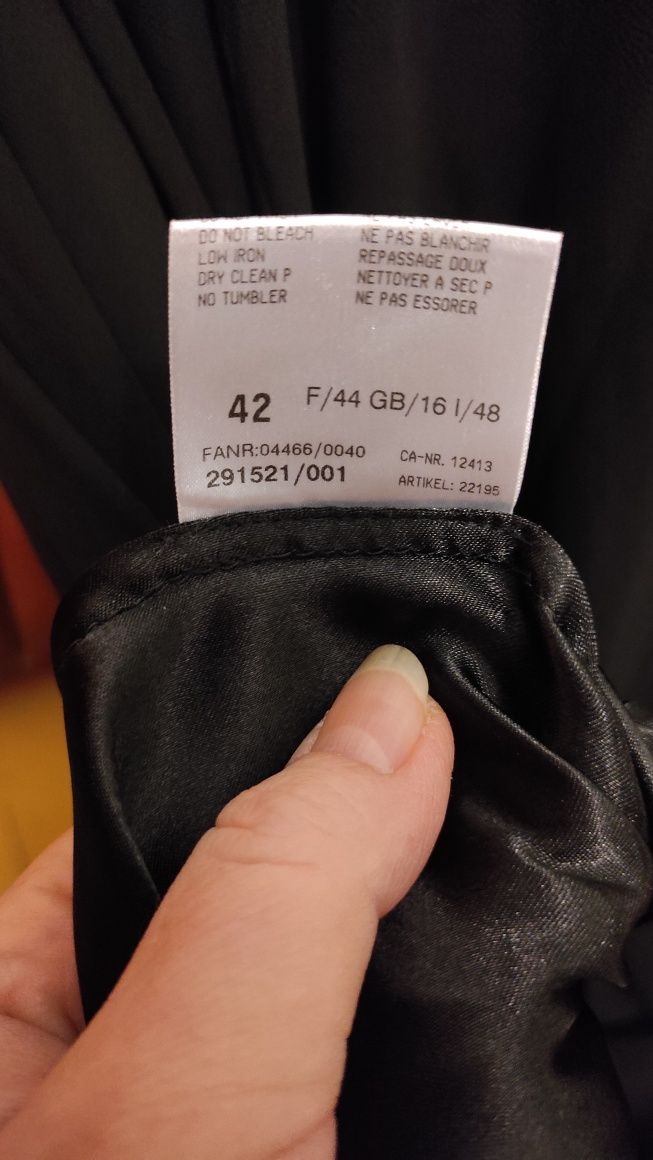 DO NOT BLEACH NE PAS BLANCHIR
LOW IRON REPASSAGE DOUX
DRY CLEAN P NETTOYER A SEC P
NO TUMBLER NE PAS ESSORER
42 F/44 GB/16 I/48
FANR:04466/0040 CA-NR. 12413
291521/001 ARTIKEL: 22195